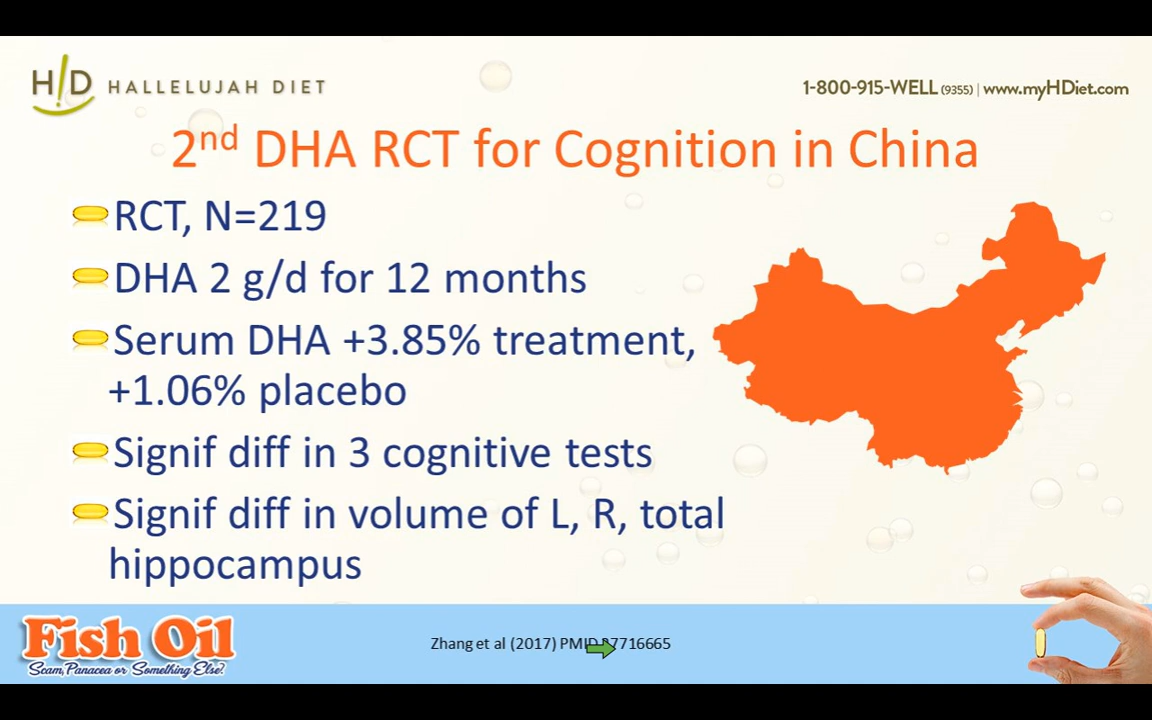 H!D HALLELUJAH DIET
1-800-915-WELL (9355) | www.myHDiet.com
2nd DHA RCT for Cognition in China
RCT, N=219
DHA 2 g/d for 12 months
Serum DHA +3.85% treatment,
+1.06% placebo
Signif diff in 3 cognitive tests
Signif diff in volume of L, R, total
hippocampus
Fish Oil
Scam, Panacea or Something Else?
Zhang et al (2017) PMID